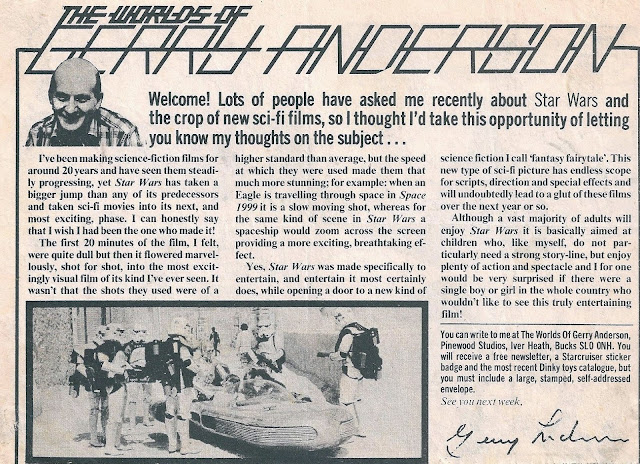 THE WORLDS OF
GERRY ANDERSON
Welcome! Lots of people have asked me recently about Star Wars and
the crop of new sci-fi films, so I thought I'd take this opportunity of letting
you know my thoughts on the subject . . .
I've been making science-fiction films for
around 20 years and have seen them steadi-
ly progressing, yet Star Wars has taken a
bigger jump than any of its predecessors
and taken sci-fi movies into its next, and
most exciting, phase. I can honestly say
that I wish I had been the one who made it!
The first 20 minutes of the film, I felt,
were quite dull but then it flowered marvel-
lously, shot for shot, into the most excit-
ingly visual film of its kind I've ever seen. It
wasn't that the shots they used were of a
higher standard than average, but the speed
at which they were used made them that
much more stunning; for example: when an
Eagle is travelling through space in Space
1999 it is a slow moving shot, whereas for
the same kind of scene in Star Wars a
spaceship would zoom across the screen
providing a more exciting, breathtaking ef-
fect.
Yes, Star Wars was made specifically to
entertain, and entertain it most certainly
does, while opening a door to a new kind of
science fiction I call 'fantasy fairytale'. This
new type of sci-fi picture has endless scope
for scripts, direction and special effects and
will undoubtedly lead to a glut of these films
over the next year or so.
Although a vast majority of adults will
enjoy Star Wars it is basically aimed at
children who, like myself, do not par-
ticularly need a strong story-line, but enjoy
plenty of action and spectacle and I for one
would be very surprised if there were a
single boy or girl in the whole country who
wouldn't like to see this truly entertaining
film!
You can write to me at The Worlds Of Gerry Anderson,
Pinewood Studios, Iver Heath, Bucks SLO ONH. You
will receive a free newsletter, a Starcruiser sticker
badge and the most recent Dinky toys catalogue, but
you must include a large, stamped, self-addressed
envelope.
See you next week,
Gerry Anderson